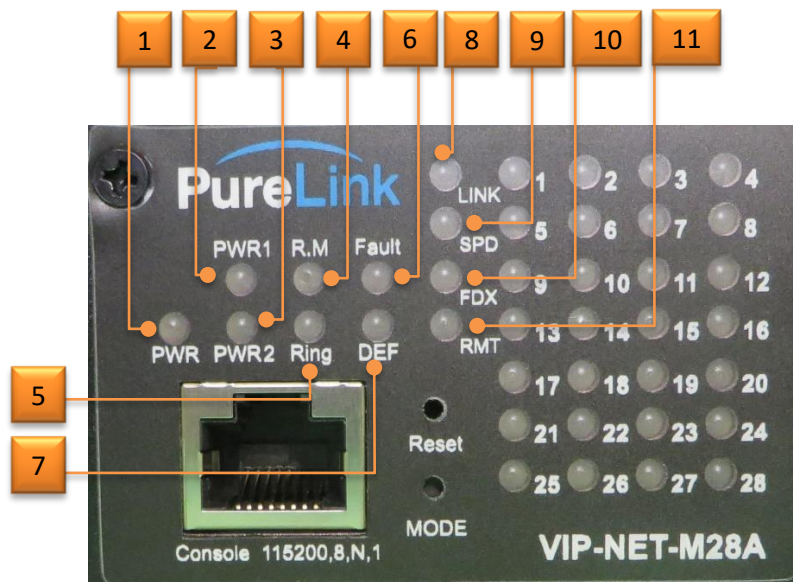 1 2 3 4 6 8 9 10 11
PureLink
PWR1 R.M Fault
PWR PWR2 Ring DEF
LINK 1 2 3 4
SPD 5 6 7 8
FDX 9 10 11 12
RMT 13 14 15 16
17 18 19 20
21 22 23 24
25 26 27 28
5
7
Reset
MODE
Console 115200,8,N,1
VIP-NET-M28A